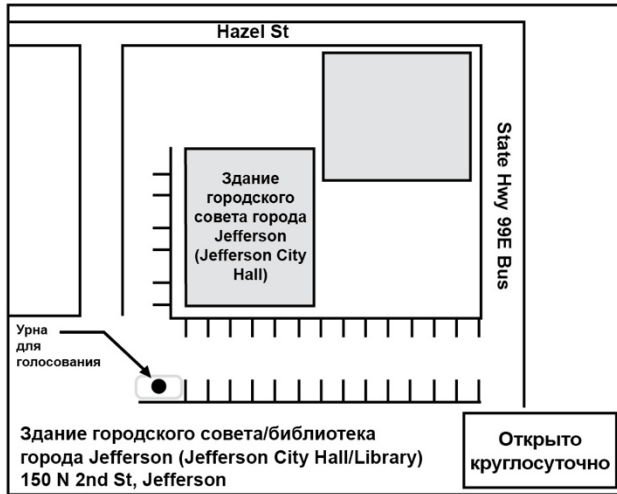 Hazel St
State Hwy 99E Bus
Здание
городского
совета города
Jefferson
(Jefferson City
Hall)
Урна
для
голосования
Здание городского совета/библиотека
города Jefferson (Jefferson City Hall/Library)
150 N 2nd St, Jefferson
Открыто
круглосуточно